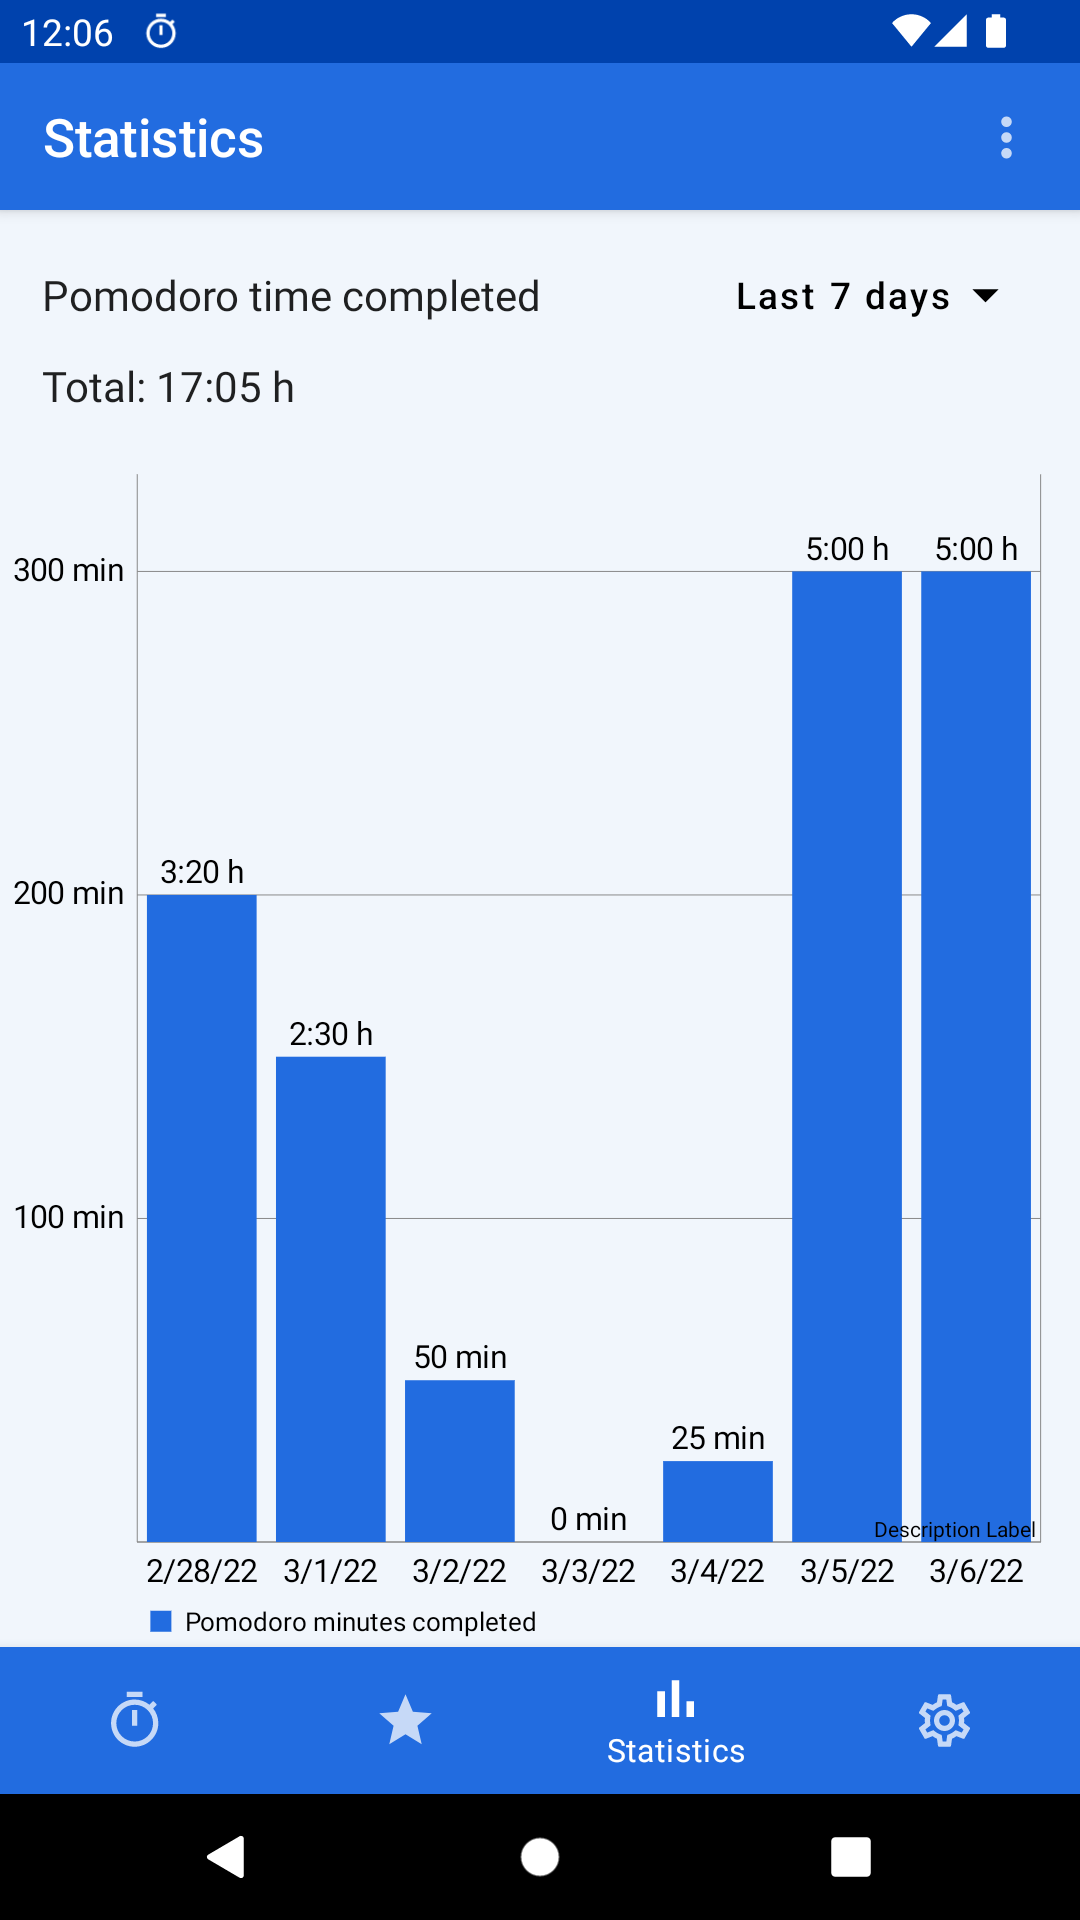 12:06
Statistics
Pomodoro time completed
Last 7 days
Total: 17:05 h
5:00 h 5:00 h
300 min
3:20 h
200 min
2:30 h
100 min
50 min
25 min
0 min
Description Label
2/28/22 3/1/22 3/2/22 3/3/22 3/4/22 3/5/22 3/6/22
Pomodoro minutes completed
Statistics